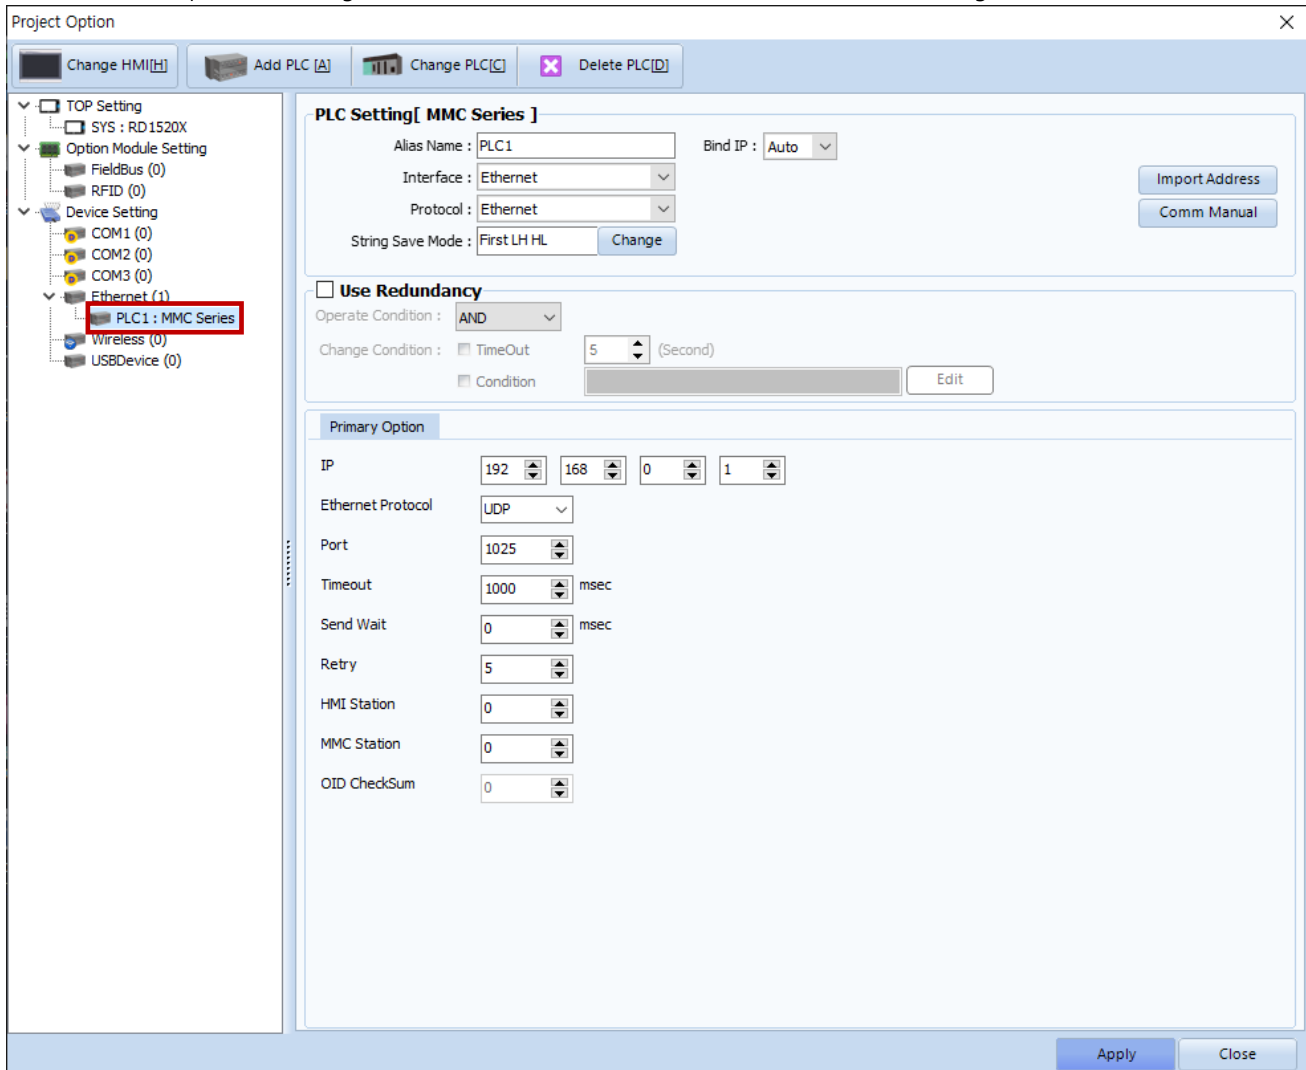 Project Option
Change HMI[H]
Add PLC [A]
Change PLC[C]
Delete PLC[D]
TOP Setting
SYS : RD1520X
Option Module Setting
FieldBus (0)
RFID (0)
Device Setting
COM1 (0)
COM2 (0)
COM3 (0)
Ethernet (1)
PLC1 : MMC Series
Wireless (0)
USBDevice (0)
PLC Setting[ MMC Series ]
Alias Name : PLC1 Bind IP : Auto
Interface : Ethernet
Import Address
Protocol : Ethernet
Comm Manual
String Save Mode : First LH HL Change
Use Redundancy
Operate Condition : AND
Change Condition : TimeOut 5 (Second)
Condition Edit
Primary Option
IP 192 168 0 1
Ethernet Protocol UDP
Port 1025
Timeout 1000 msec
Send Wait 0 msec
Retry 5
HMI Station 0
MMC Station 0
OID CheckSum 0
Apply Close